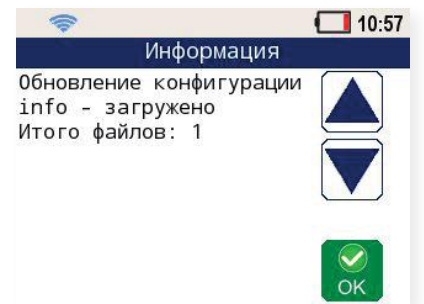 10:57
Информация
Обновление конфигурации
info - загружено
Итого файлов: 1
OK